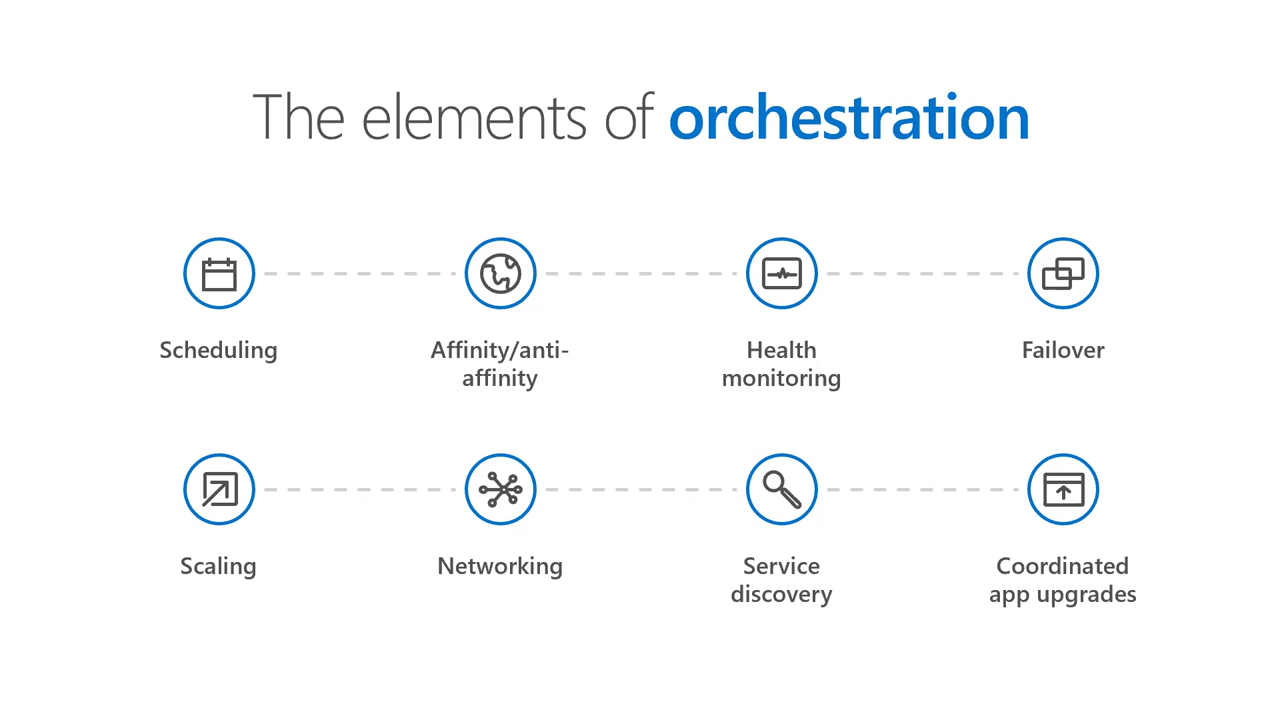 The elements of orchestration
Scheduling
Affinity/anti-
affinity
Health
monitoring
Failover
Scaling
Networking
Service
discovery
Coordinated
app upgrades